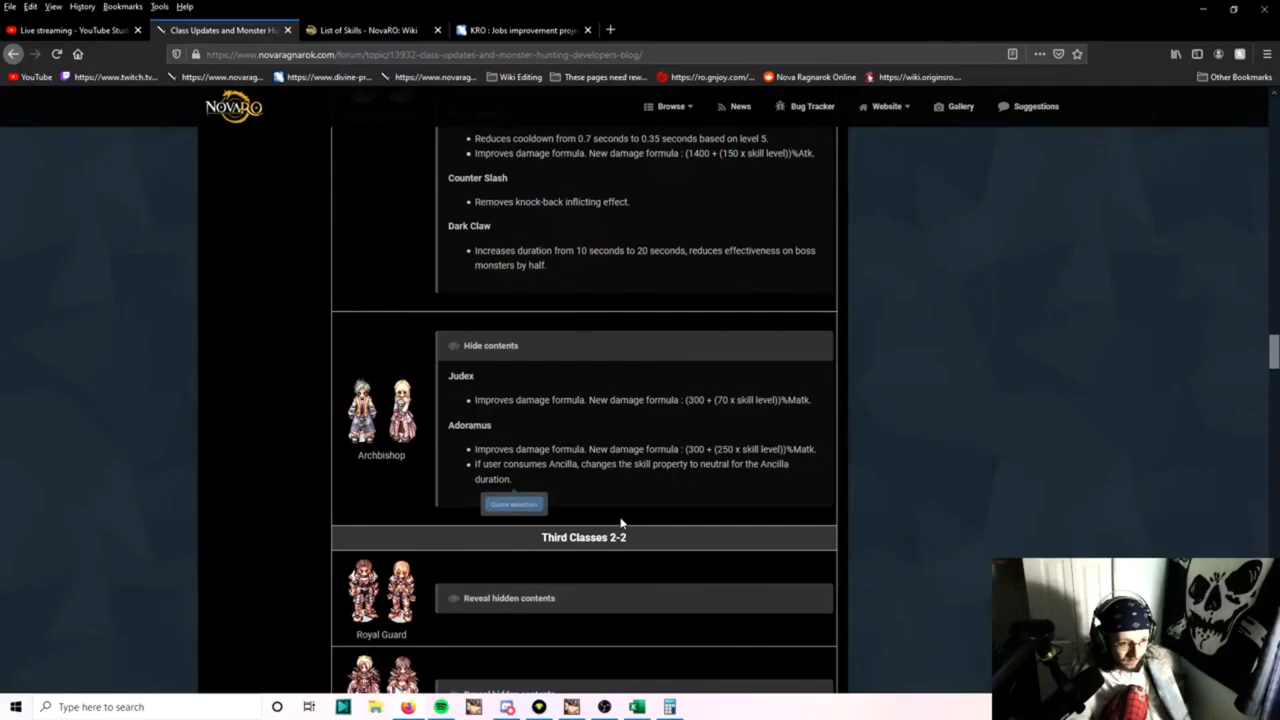 File Edit View History Bookmarks Tools Help
Live streaming - YouTube Stud
Class Updates and Monster Hu
List of Skills - NovaRO: Wiki
KRO : Jobs improvement proj
https://www.novaragnarok.com/forum/topic/13932-class-updates-and-monster-hunting-developers-blog/
YouTube
https://www.twitch.tv...
https://www.novarag...
https://www.divine-pr...
https://www.novarag...
Wiki Editing
These pages need rew...
https://ro.gnjoy.com/...
Nova Ragnarok Online
https://wiki.originsro....
Other Bookmarks
NOVARO
Browse
News
Bug Tracker
Website
Gallery
Suggestions
Reduces cooldown from 0.7 seconds to 0.35 seconds based on level 5.
Improves damage formula. New damage formula : (1400 + (150 x skill level))%Atk.
Counter Slash
Removes knock-back inflicting effect.
Dark Claw
Increases duration from 10 seconds to 20 seconds, reduces effectiveness on boss
monsters by half.
Hide contents
Judex
Improves damage formula. New damage formula : (300 + (70 x skill level))%Matk.
Adoramus
Improves damage formula. New damage formula : (300 + (250 x skill level))%Matk.
If user consumes Ancilla, changes the skill property to neutral for the Ancilla
duration.
Quote selection
Archbishop
Third Classes 2-2
Reveal hidden contents
Royal Guard
Reveal hidden contents
Type here to search